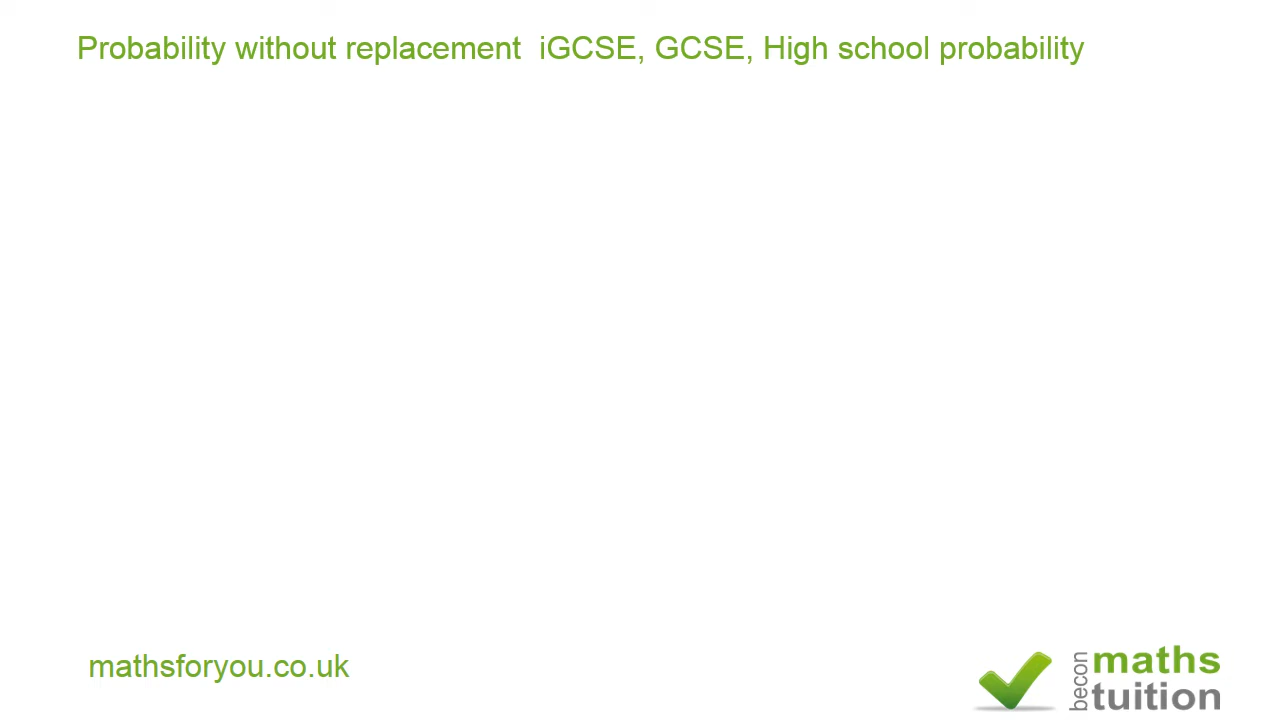 Probability without replacement  iGCSE, GCSE, High school probability
mathsforyou.co.uk
becon
maths
tuition